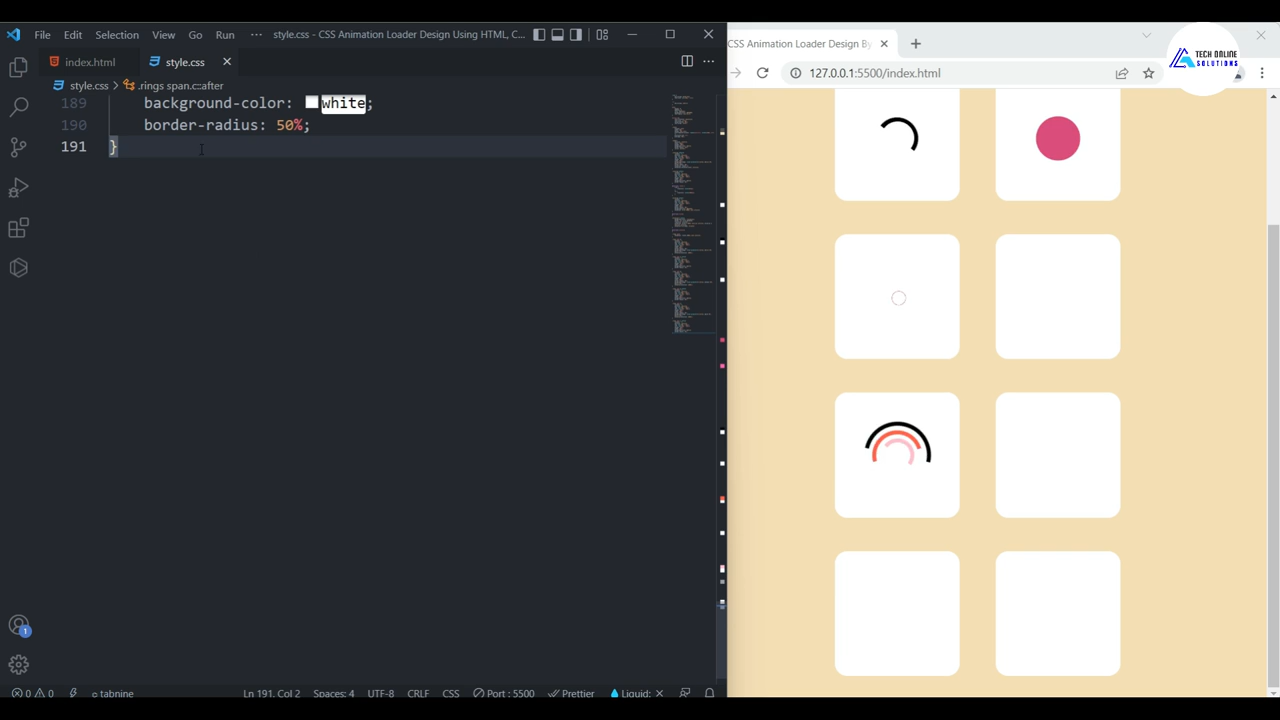 File Edit Selection View Go Run ··· style.css - CSS Animation Loader Design Using HTML, C...
index.html style.css
style.css > .rings span.c::after
189 background-color: white;
190 border-radius: 50%;
191 }
1
0 0 tabnine Ln 191, Col 2 Spaces: 4 UTF-8 CRLF CSS Port : 5500 Prettier Liquid:
CSS Animation Loader Design By
127.0.0.1:5500/index.html
TECH ONLINE
SOLUTIONS